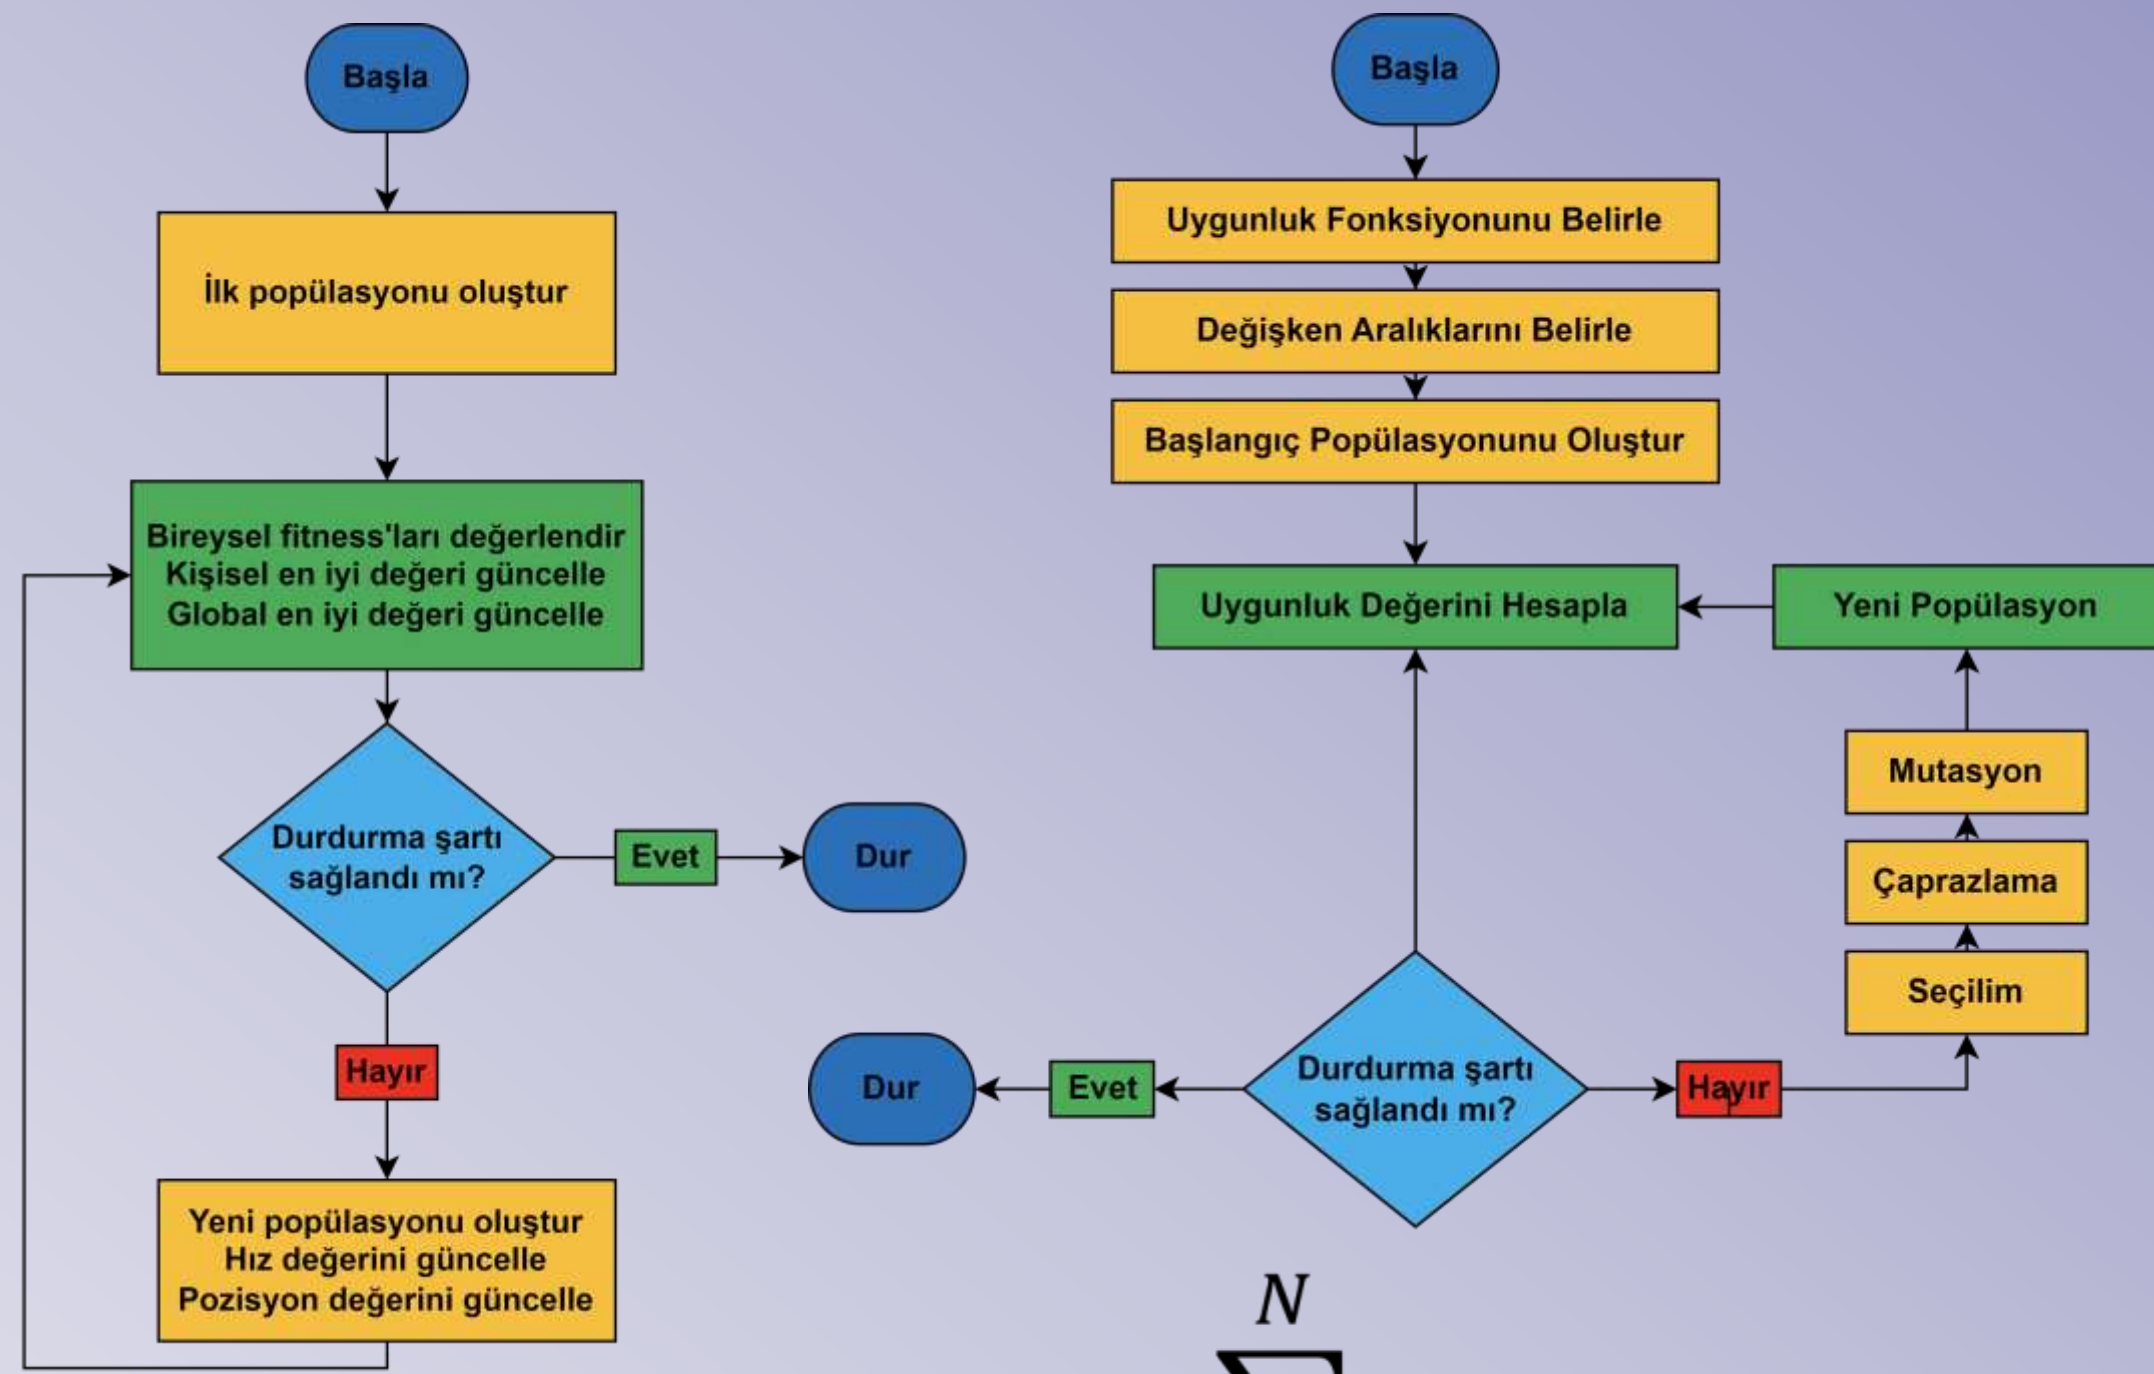 Başla
İlk popülasyonu oluştur
Bireysel fitness'ları değerlendir
Kişisel en iyi değeri güncelle
Global en iyi değeri güncelle
Durdurma şartı
sağlandı mı?
Evet
Dur
Hayır
Yeni popülasyonu oluştur
Hız değerini güncelle
Pozisyon değerini güncelle
Başla
Uygunluk Fonksiyonunu Belirle
Değişken Aralıklarını Belirle
Başlangıç Popülasyonunu Oluştur
Uygunluk Değerini Hesapla
Yeni Popülasyon
Mutasyon
Çaprazlama
Seçilim
Durdurma şartı
sağlandı mı?
Evet
Dur
Hayır
N